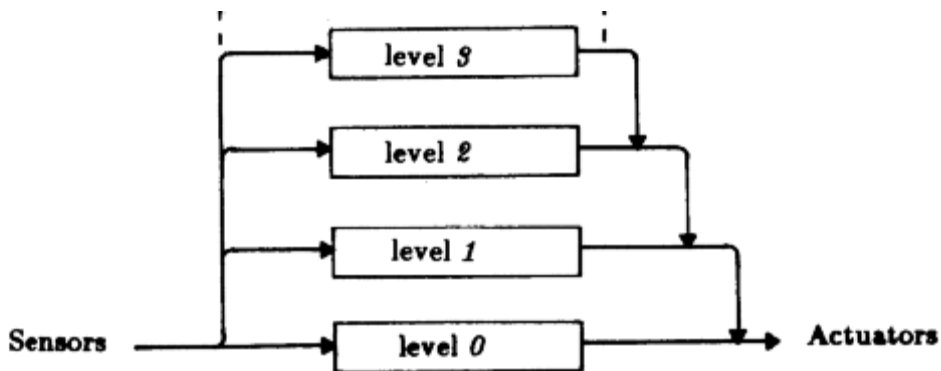 level 3
level 2
level 1
Sensors
level 0
Actuators